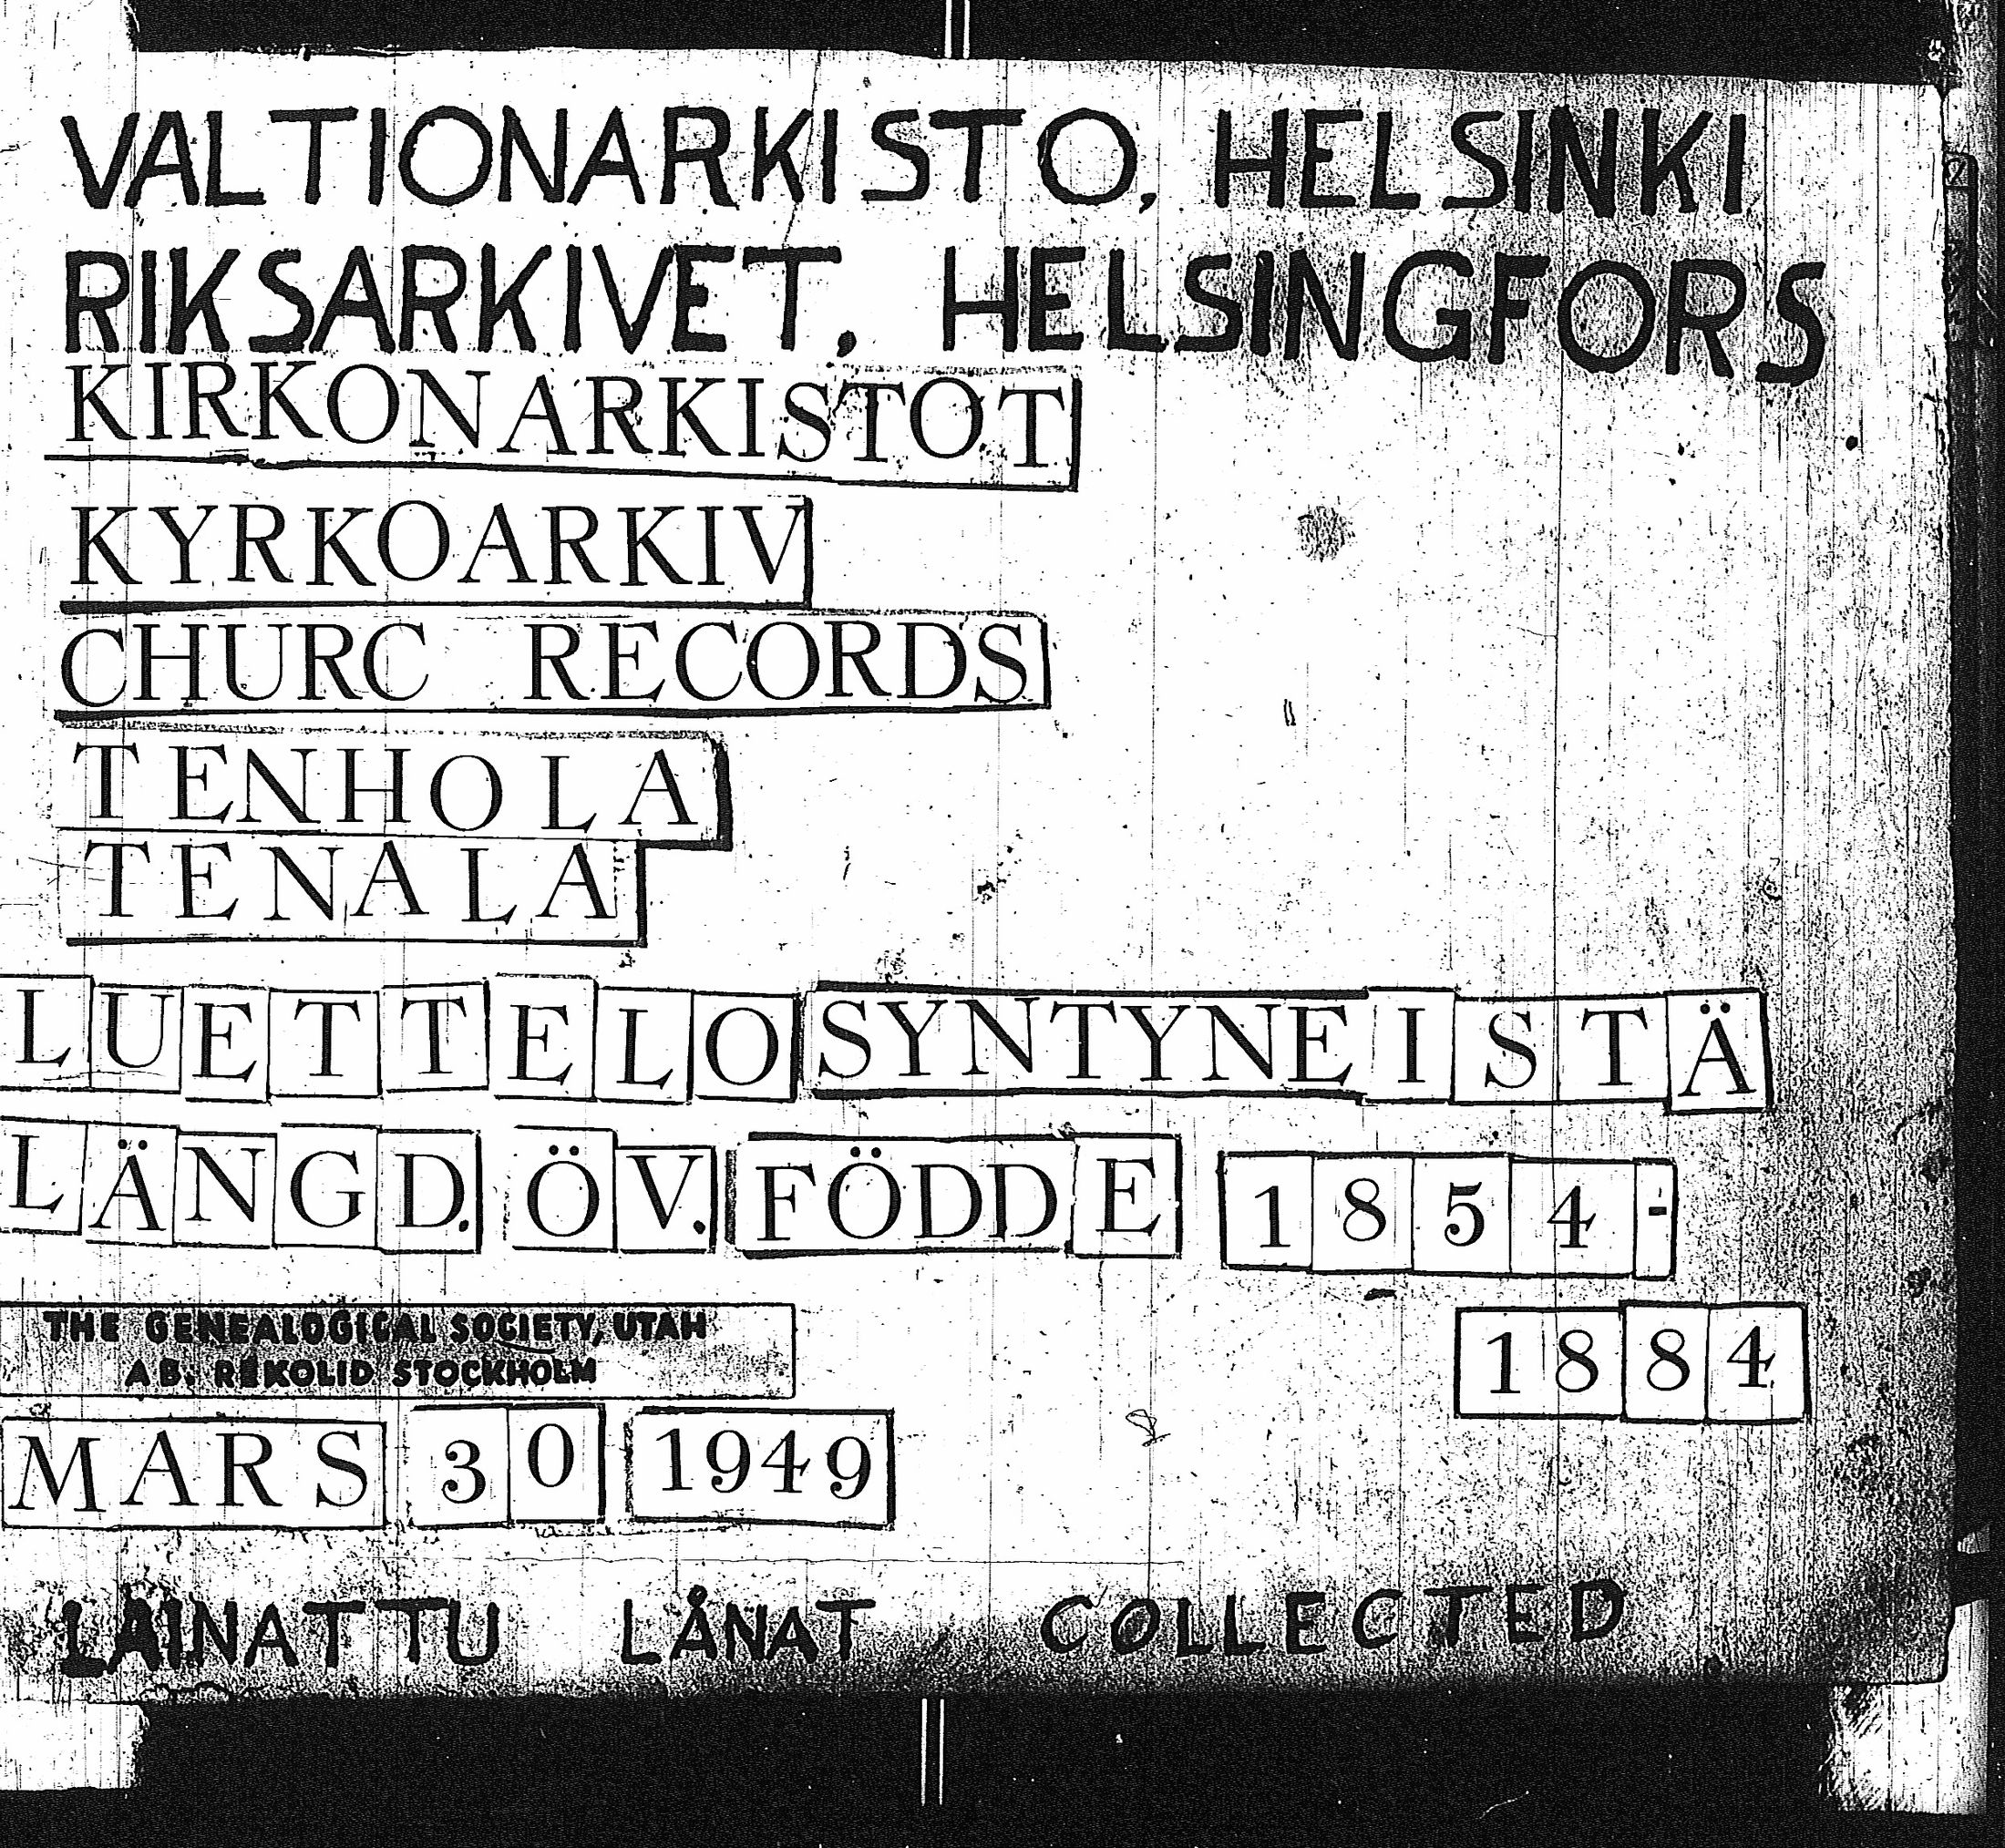 VALTIONARKISTO, HELSINKI
RIKSARKIVET, HELSINGFORS
KIRKONARKISTOT
KYRKOARKIV
CHURC RECORDS
TENHOLA
TENALA
LUETTELO SYNTYNEISTÄ
LÄNGD. ÖV. FÖDDE 1854-
1884
THE GENEALOGICAL SOCIETY, UTAH
AB. REKOLID STOCKHOLM
MARS 30 1949
LAINATTU LÅNAT COLLECTED